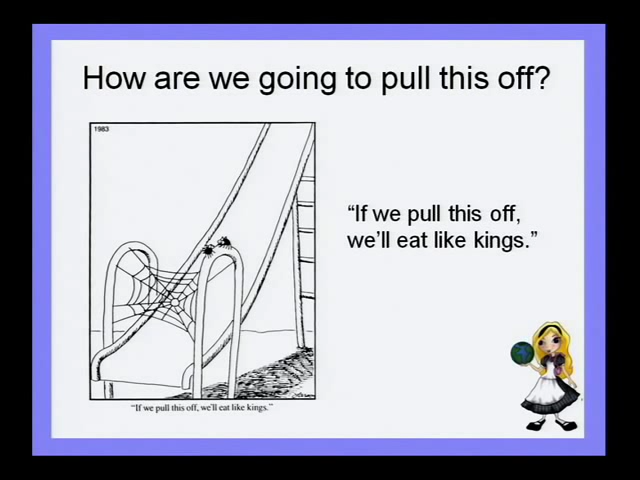 How are we going to pull this off?
1983
“If we pull this off,
we’ll eat like kings.”
"If we pull this off, we'll eat like kings."